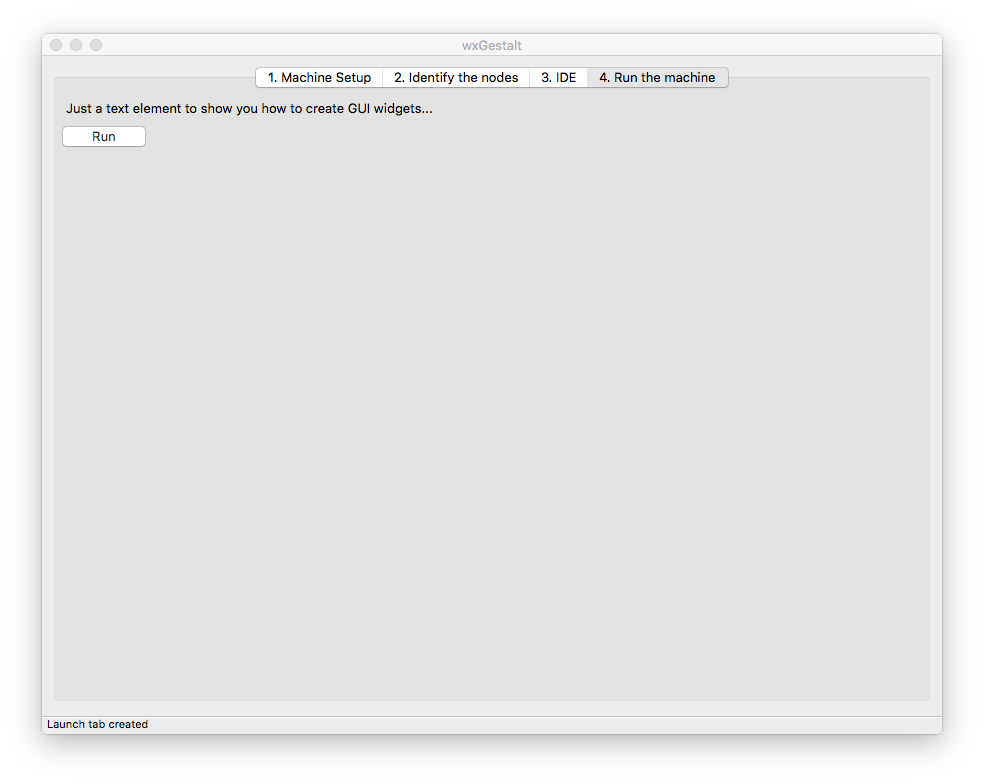 wxGestalt
1. Machine Setup 2. Identify the nodes 3. IDE 4. Run the machine
Just a text element to show you how to create GUI widgets...
Run
Launch tab created